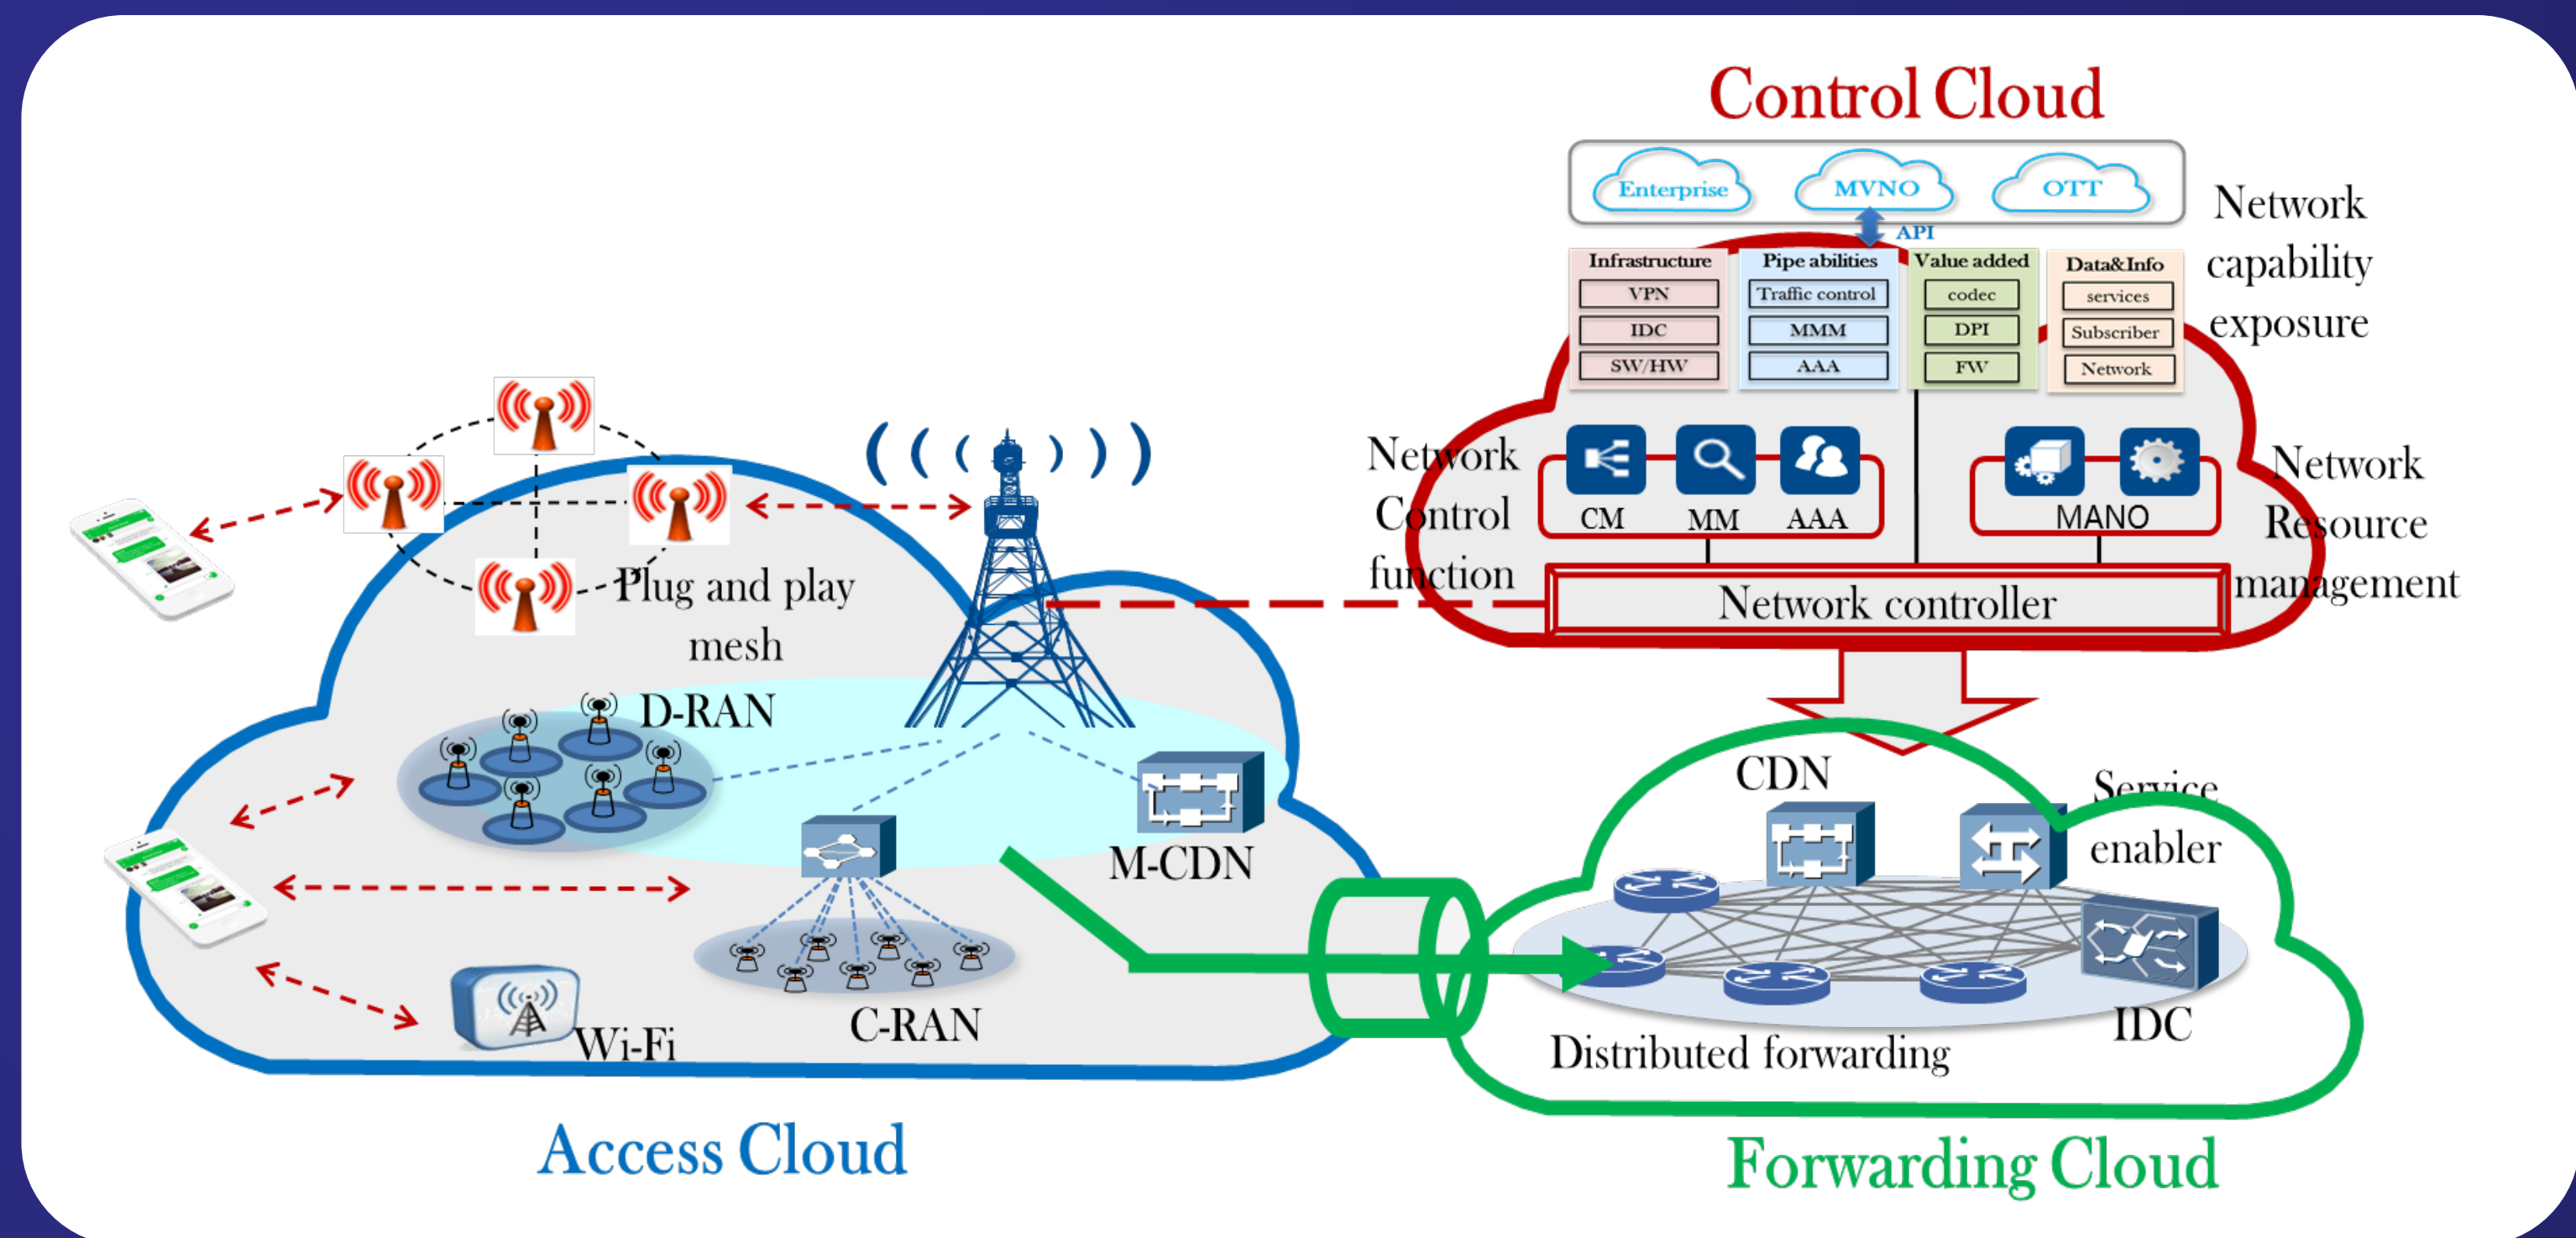 Control Cloud
Enterprise
MVNO
OTT
API
Network
capability
exposure
Infrastructure
VPN
IDC
SW/HW
Pipe abilities
Traffic control
MMM
AAA
Value added
codec
DPI
FW
Data&Info
services
Subscriber
Network
Network
Control
function
CM
MM
AAA
MANO
Network
Resource
management
Network controller
Plug and play
mesh
D-RAN
M-CDN
C-RAN
Wi-Fi
Access Cloud
CDN
Service
enabler
IDC
Distributed forwarding
Forwarding Cloud